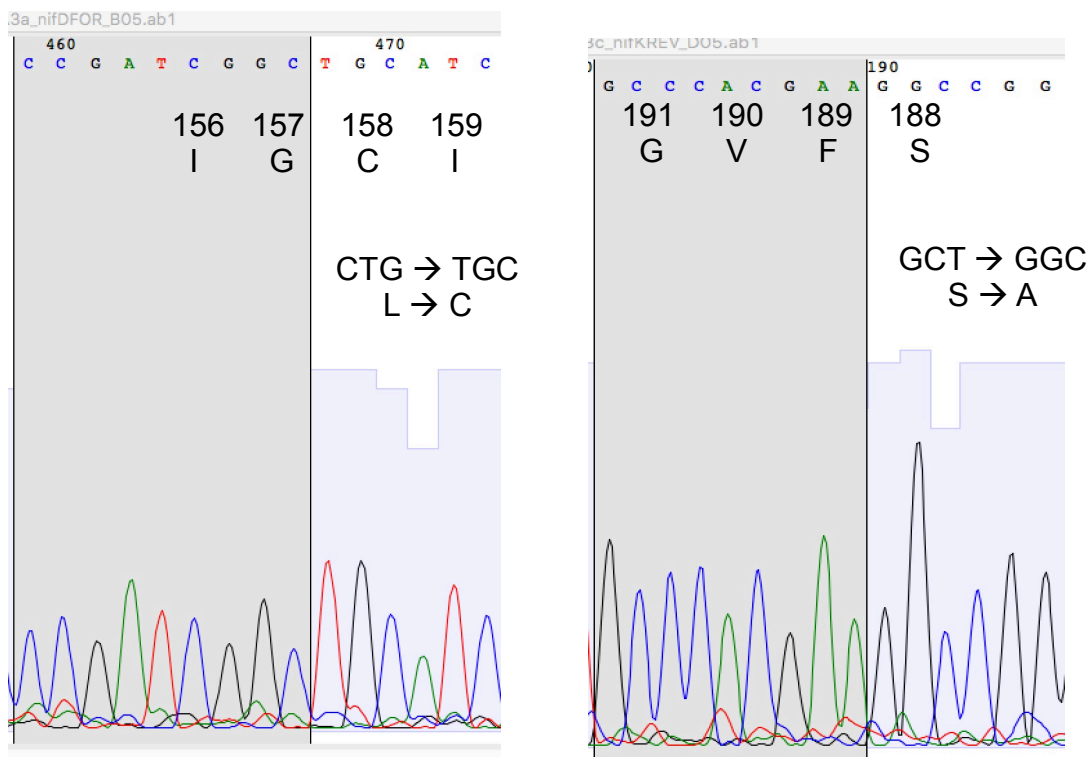 .3a_nifDFOR_B05.ab1
460 470
C C G A T C G G C T G C A T C
156 157 158 159
I G C I
CTG → TGC
L → C
3c_nifKREV_D05.ab1
190
G C C C A C G A A G G C C G G
191 190 189 188
G V F S
GCT → GGC
S → A